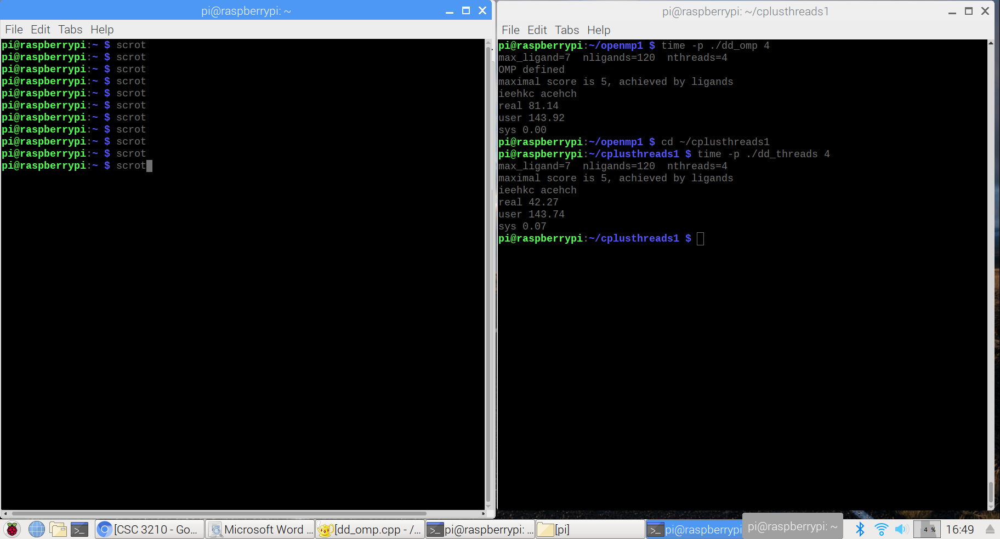 pi@raspberrypi: ~
File Edit Tabs Help
pi@raspberrypi:~ $ scrot
pi@raspberrypi:~ $ scrot
pi@raspberrypi:~ $ scrot
pi@raspberrypi:~ $ scrot
pi@raspberrypi:~ $ scrot
pi@raspberrypi:~ $ scrot
pi@raspberrypi:~ $ scrot
pi@raspberrypi:~ $ scrot
pi@raspberrypi:~ $ scrot
pi@raspberrypi:~ $ scrot
pi@raspberrypi:~ $ scrot
pi@raspberrypi: ~/cplusthreads1
File Edit Tabs Help
pi@raspberrypi:~/openmp1 $ time -p ./dd_omp 4
max_ligand=7  nligands=120  nthreads=4
OMP defined
maximal score is 5, achieved by ligands
ieehkc acehch
real 81.14
user 143.92
sys 0.00
pi@raspberrypi:~/openmp1 $ cd ~/cplusthreads1
pi@raspberrypi:~/cplusthreads1 $ time -p ./dd_threads 4
max_ligand=7  nligands=120  nthreads=4
maximal score is 5, achieved by ligands
ieehkc acehch
real 42.27
user 143.74
sys 0.07
pi@raspberrypi:~/cplusthreads1 $
[CSC 3210 - Go... Microsoft Word ... [dd_omp.cpp - /... pi@raspberrypi: ... [pi] pi@raspberrypi pi@raspberrypi: ~ 4 % 16:49